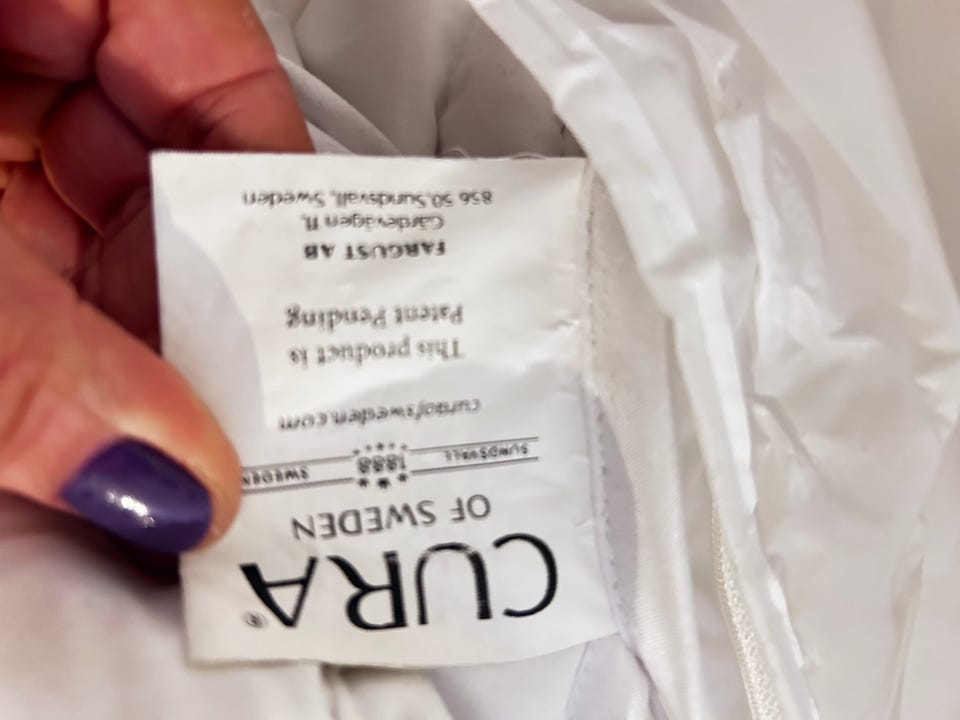 CURA®
OF SWEDEN
SUNDSVALL 1888 SWEDEN
curaofsweden.com
This product is
Patent Pending
FARGUST AB
Gärdevägen 11,
856 50.Sundsvall, Sweden